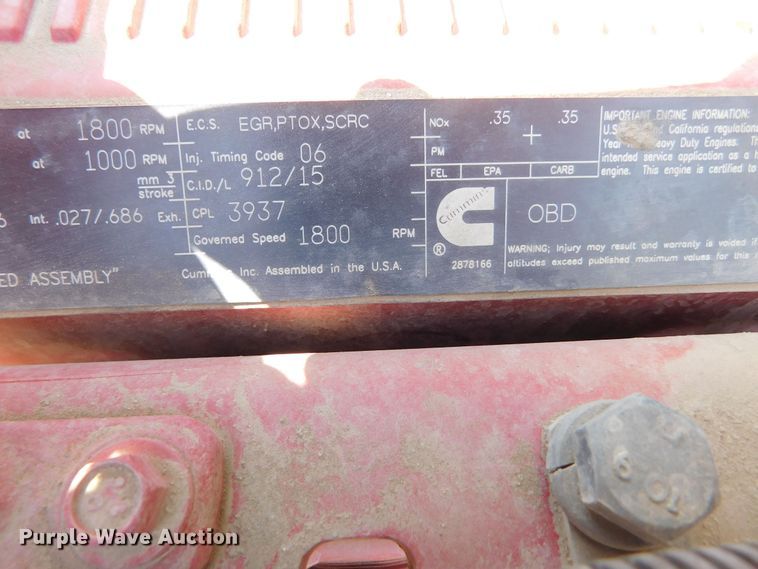 at 1800 RPM
at 1000 RPM
mm 3
stroke
Int. .027/.686 Exh.
ED ASSEMBLY"
E.C.S. EGR,PTOX,SCRC
Inj. Timing Code 06
C.I.D./L 912/15
CPL 3937
Governed Speed 1800 RPM
Inc. Assembled in the U.S.A.
NOx .35 .35
PM
FEL EPA CARB
Cummins
®
2878166
OBD
IMPORTANT ENGINE INFORMATION:
U.S. California regulations
Heavy Duty Engines.
intended service application as a
engine. This engine is certified to
WARNING; Injury may result and warranty is voided if
altitudes exceed published maximum values for this
Purple Wave Auction